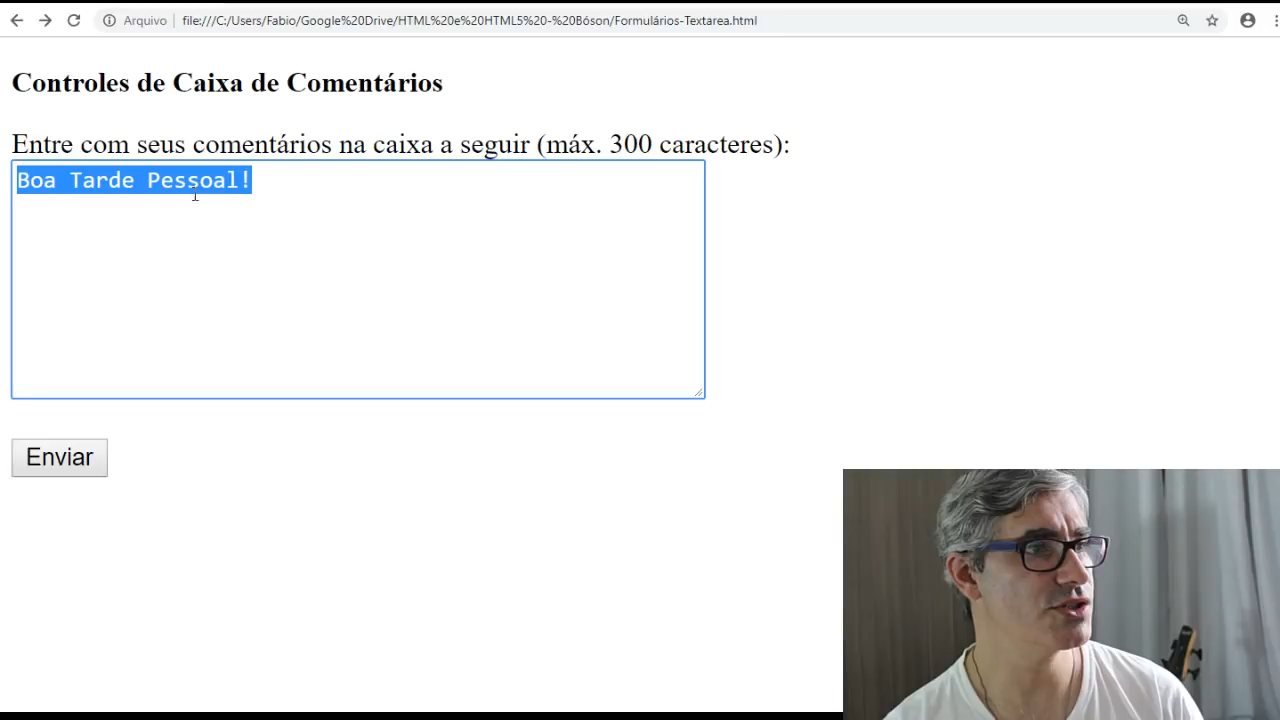 Arquivo file:///C:/Users/Fabio/Google%20Drive/HTML%20e%20HTML5%20-%20Bóson/Formulários-Textarea.html
Controles de Caixa de Comentários
Entre com seus comentários na caixa a seguir (máx. 300 caracteres):
Boa Tarde Pessoal!
Enviar